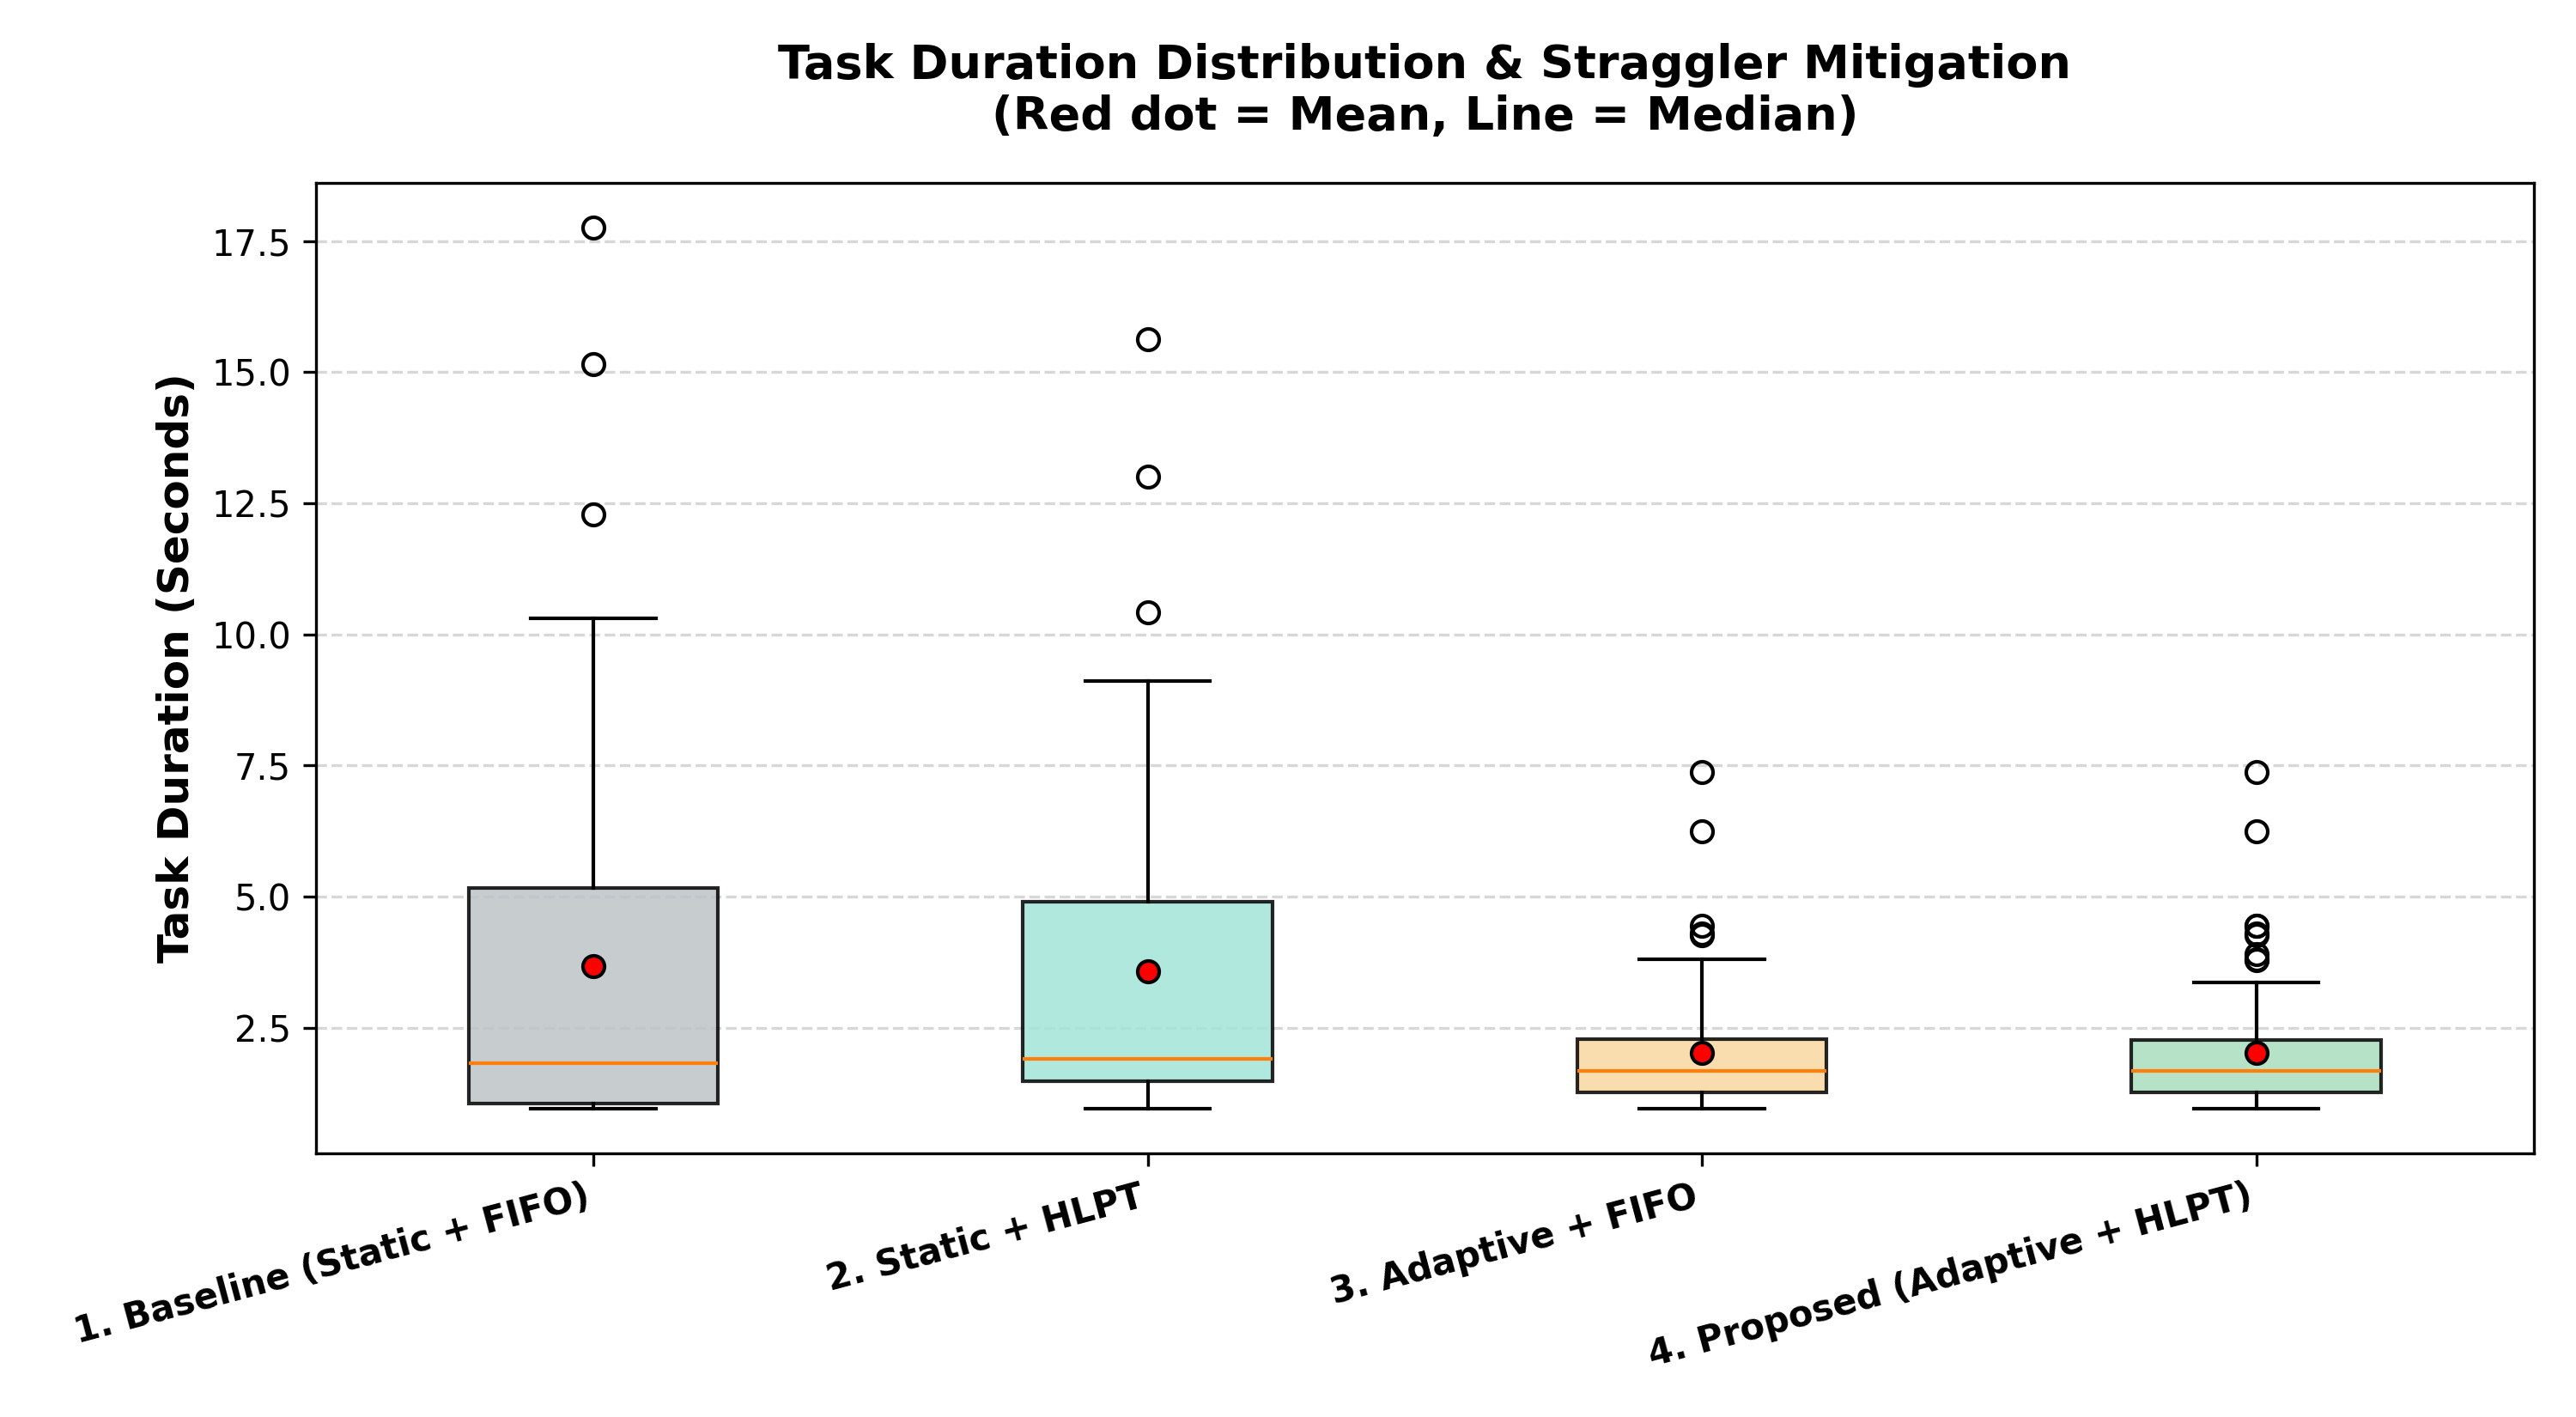 Task Duration Distribution & Straggler Mitigation
(Red dot = Mean, Line = Median)
Task Duration (Seconds)
17.5
15.0
12.5
10.0
7.5
5.0
2.5
1. Baseline (Static + FIFO)
2. Static + HLPT
3. Adaptive + FIFO
4. Proposed (Adaptive + HLPT)